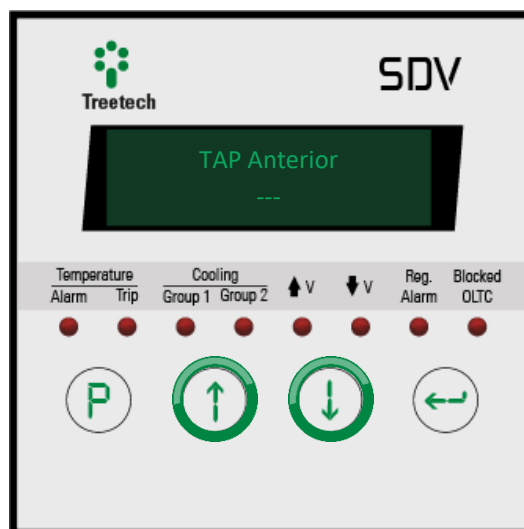 Treetech
SDV
TAP Anterior
---
Temperature
Alarm Trip
Cooling
Group 1 Group 2
V
V
Reg.
Alarm
Blocked
OLTC
P